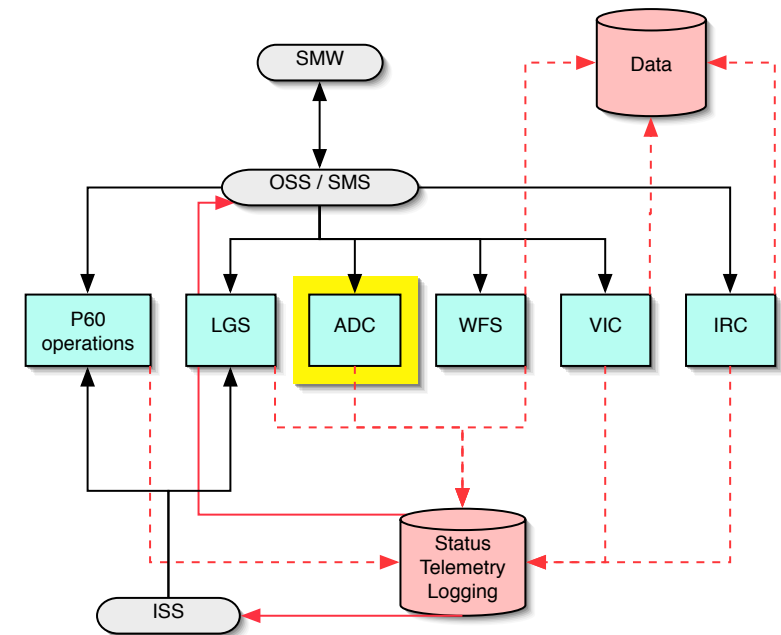 SMW
Data
OSS / SMS
P60
operations
LGS
ADC
WFS
VIC
IRC
Status
Telemetry
Logging
ISS